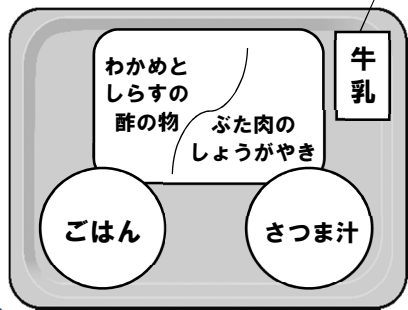 わかめと
しらすの
酢の物
ぶた肉の
しょうがやき
牛
乳
ごはん
さつま汁